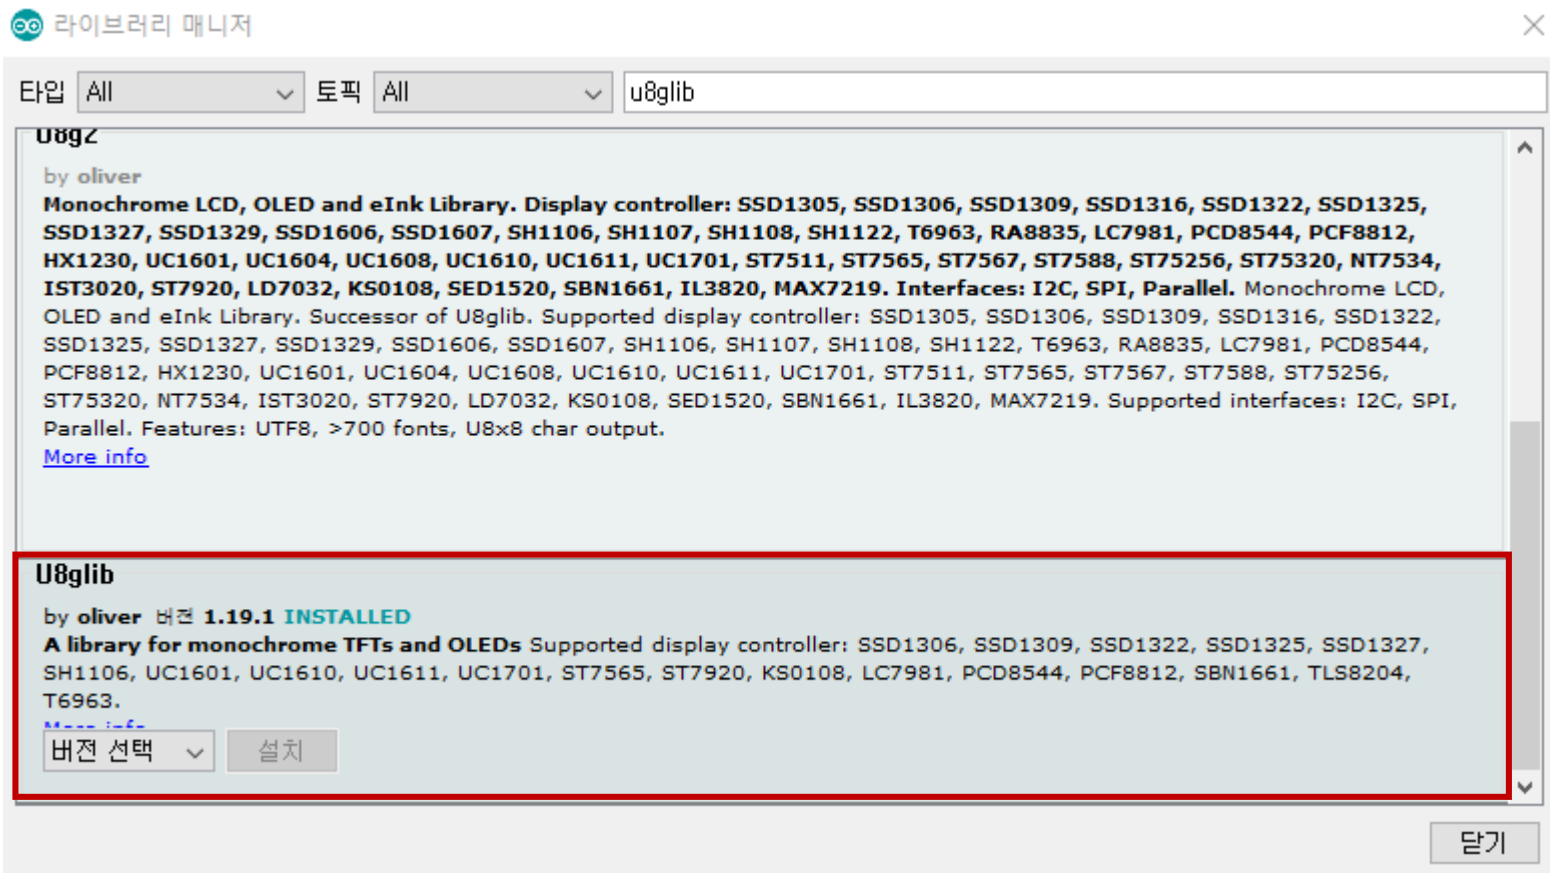 라이브러리 매니저
타입 All 토픽 All u8glib
U8g2
by oliver
Monochrome LCD, OLED and eInk Library. Display controller: SSD1305, SSD1306, SSD1309, SSD1316, SSD1322, SSD1325,
SSD1327, SSD1329, SSD1606, SSD1607, SH1106, SH1107, SH1108, SH1122, T6963, RA8835, LC7981, PCD8544, PCF8812,
HX1230, UC1601, UC1604, UC1608, UC1610, UC1611, UC1701, ST7511, ST7565, ST7567, ST7588, ST75256, ST75320, NT7534,
IST3020, ST7920, LD7032, KS0108, SED1520, SBN1661, IL3820, MAX7219. Interfaces: I2C, SPI, Parallel. Monochrome LCD,
OLED and eInk Library. Successor of U8glib. Supported display controller: SSD1305, SSD1306, SSD1309, SSD1316, SSD1322,
SSD1325, SSD1327, SSD1329, SSD1606, SSD1607, SH1106, SH1107, SH1108, SH1122, T6963, RA8835, LC7981, PCD8544,
PCF8812, HX1230, UC1601, UC1604, UC1608, UC1610, UC1611, UC1701, ST7511, ST7565, ST7567, ST7588, ST75256,
ST75320, NT7534, IST3020, ST7920, LD7032, KS0108, SED1520, SBN1661, IL3820, MAX7219. Supported interfaces: I2C, SPI,
Parallel. Features: UTF8, >700 fonts, U8x8 char output.
More info
U8glib
by oliver 버전 1.19.1 INSTALLED
A library for monochrome TFTs and OLEDs Supported display controller: SSD1306, SSD1309, SSD1322, SSD1325, SSD1327,
SH1106, UC1601, UC1610, UC1611, UC1701, ST7565, ST7920, KS0108, LC7981, PCD8544, PCF8812, SBN1661, TLS8204,
T6963.
More info
버전 선택 설치
닫기